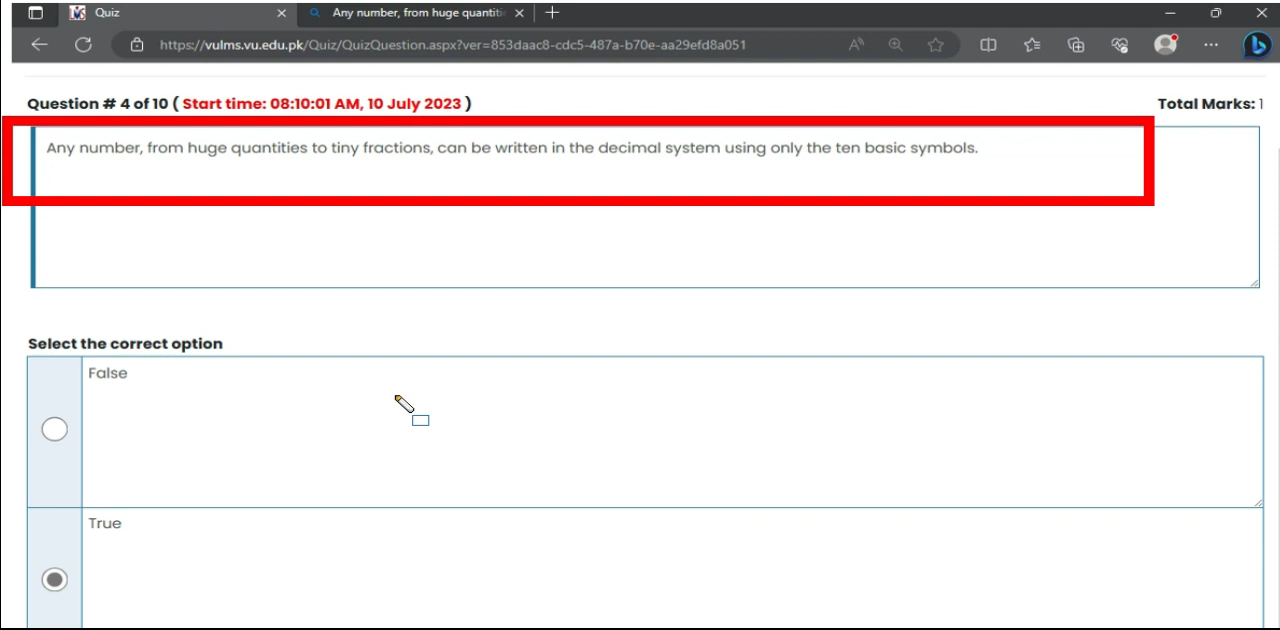 Quiz
Any number, from huge quantiti
https://vulms.vu.edu.pk/Quiz/QuizQuestion.aspx?ver=853daac8-cdc5-487a-b70e-aa29efd8a051
Question # 4 of 10 ( Start time: 08:10:01 AM, 10 July 2023 )
Total Marks: 1
Any number, from huge quantities to tiny fractions, can be written in the decimal system using only the ten basic symbols.
Select the correct option
False
True